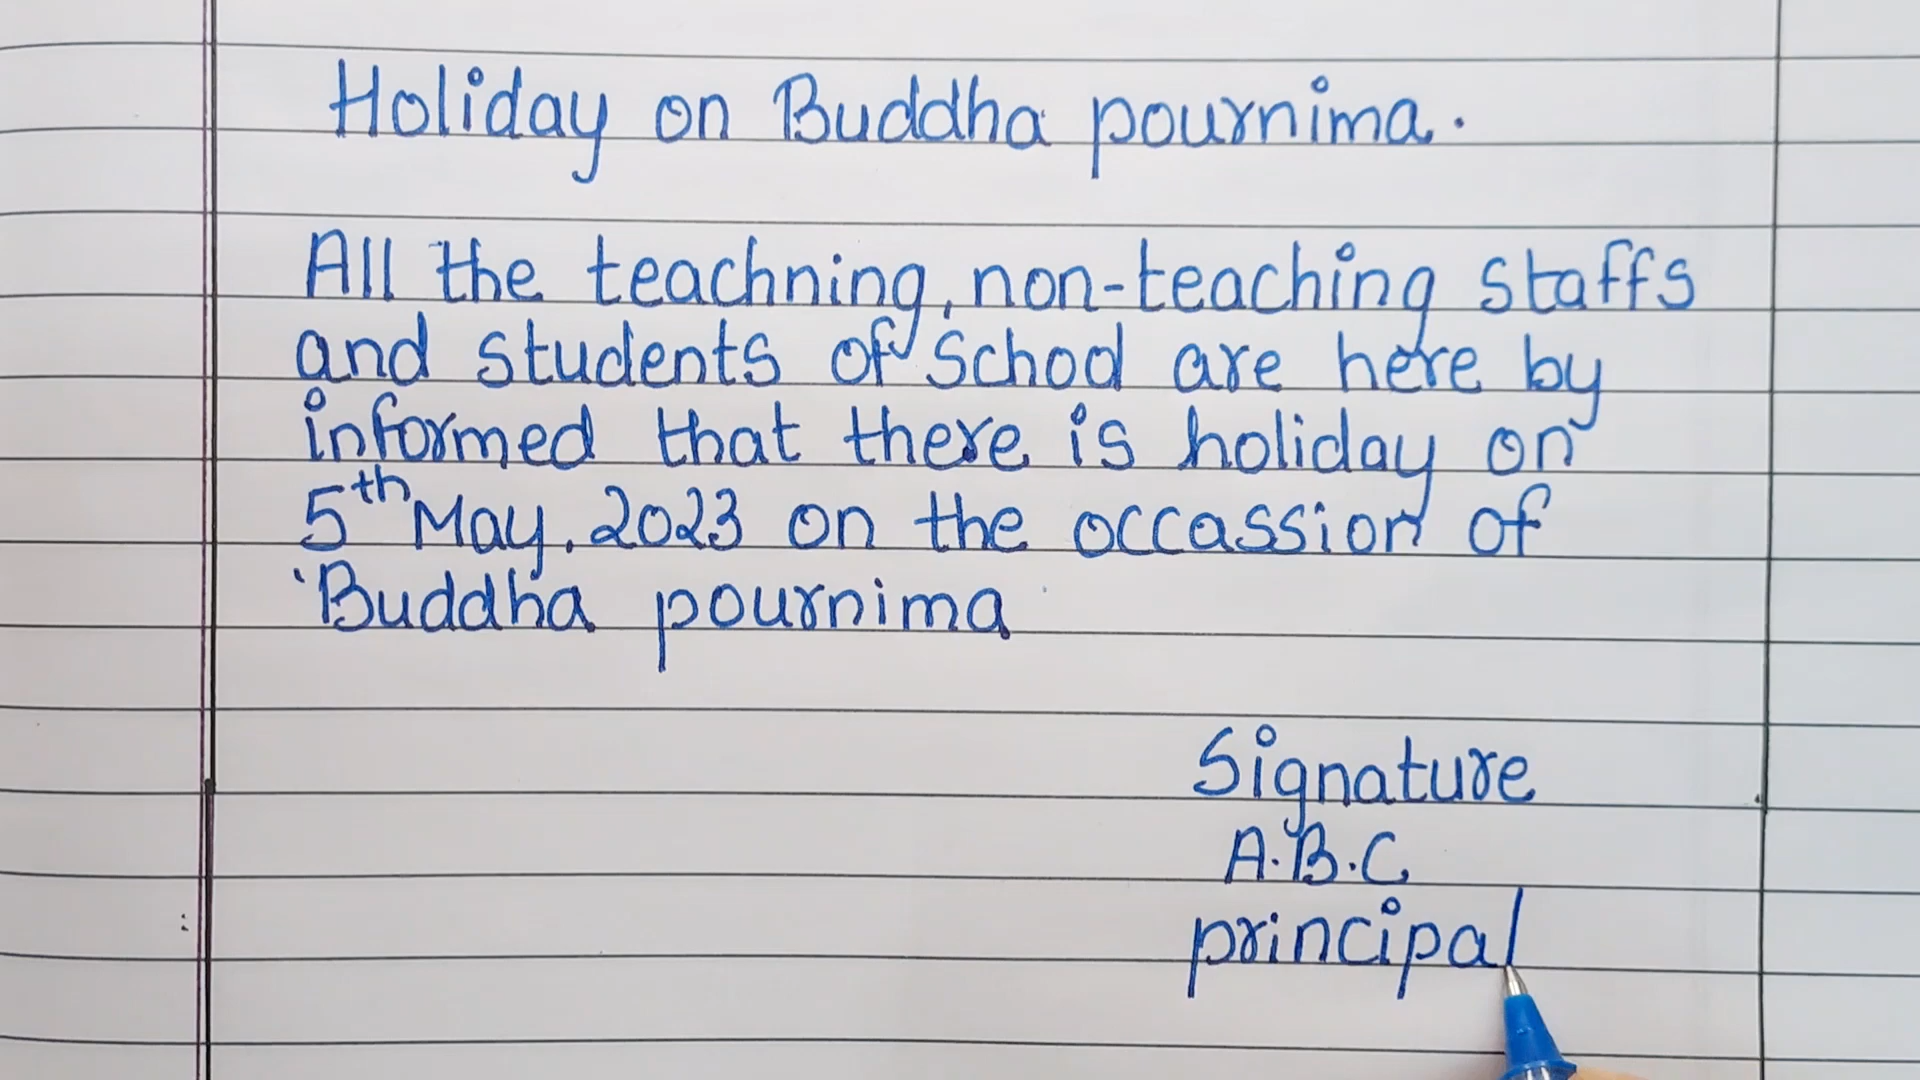 Holiday on Buddha pournima.
All the teachning, non-teaching staffs
and students of School are here by
informed that there is holiday on
5th May, 2023 on the occassion of
'Buddha pournima
Signature
A.B.C
principal